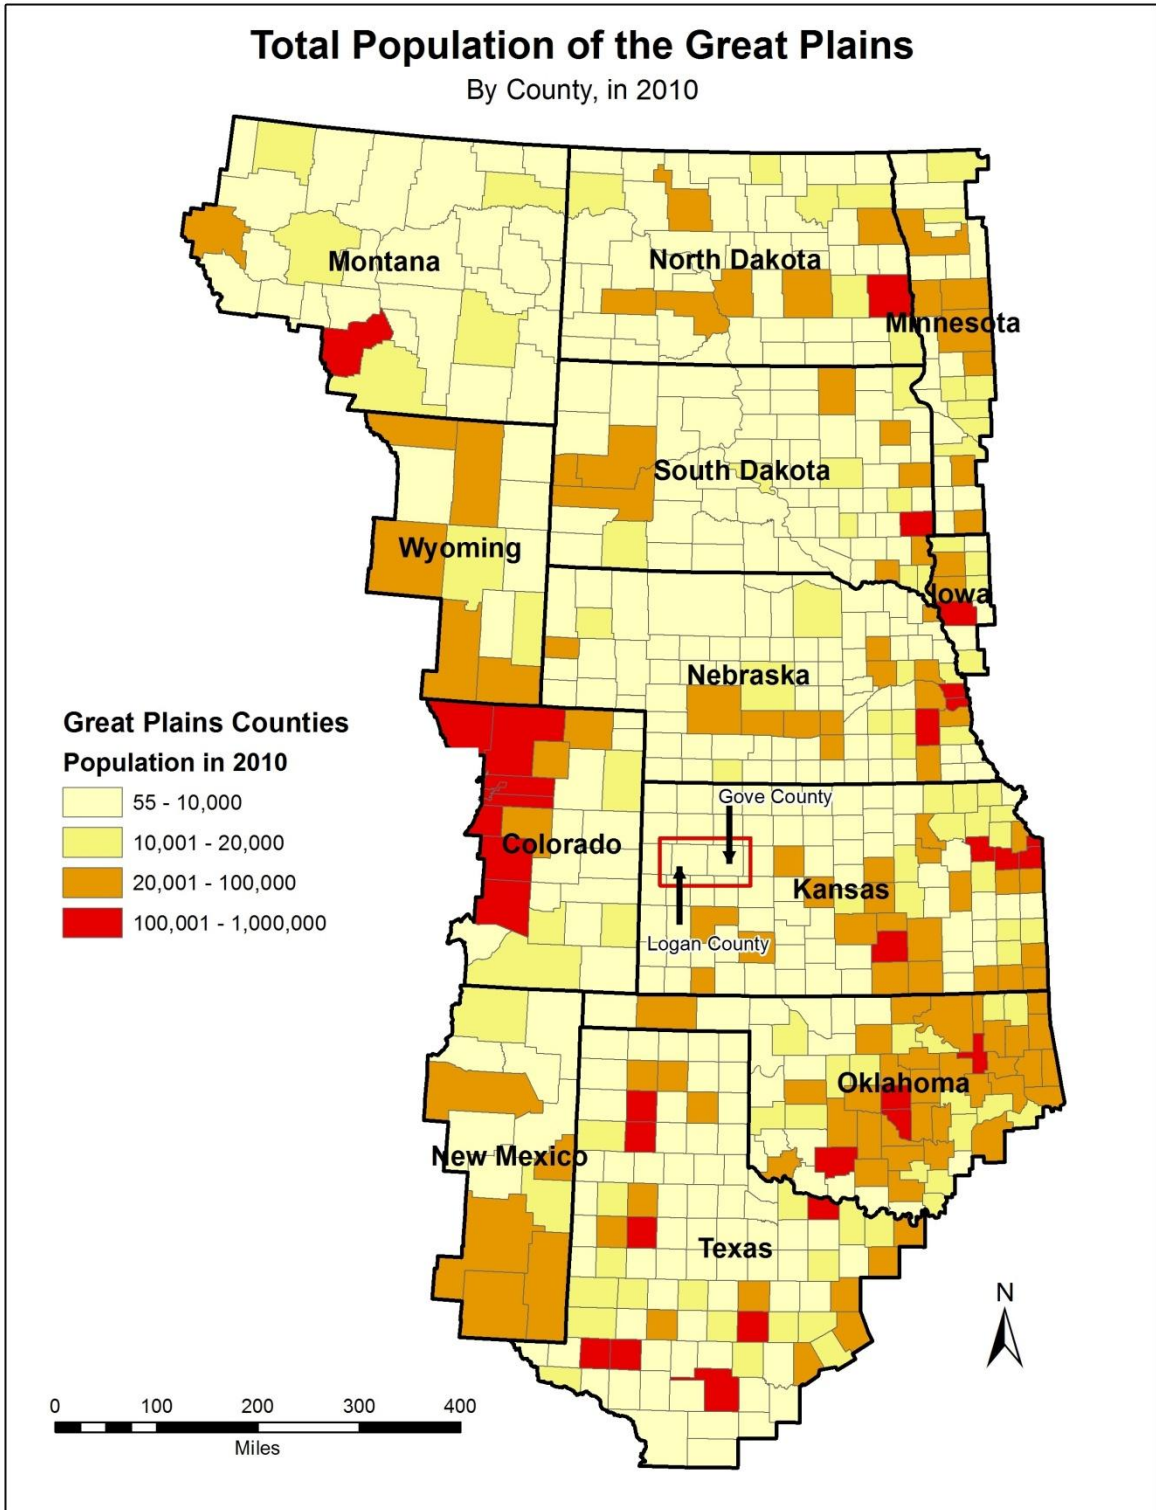 Total Population of the Great Plains
By County, in 2010
Montana
North Dakota
Minnesota
South Dakota
Wyoming
Iowa
Nebraska
Great Plains Counties
Population in 2010
55 - 10,000
10,001 - 20,000
20,001 - 100,000
100,001 - 1,000,000
Gove County
Colorado
Kansas
Logan County
Oklahoma
New Mexico
Texas
N
0 100 200 300 400
Miles